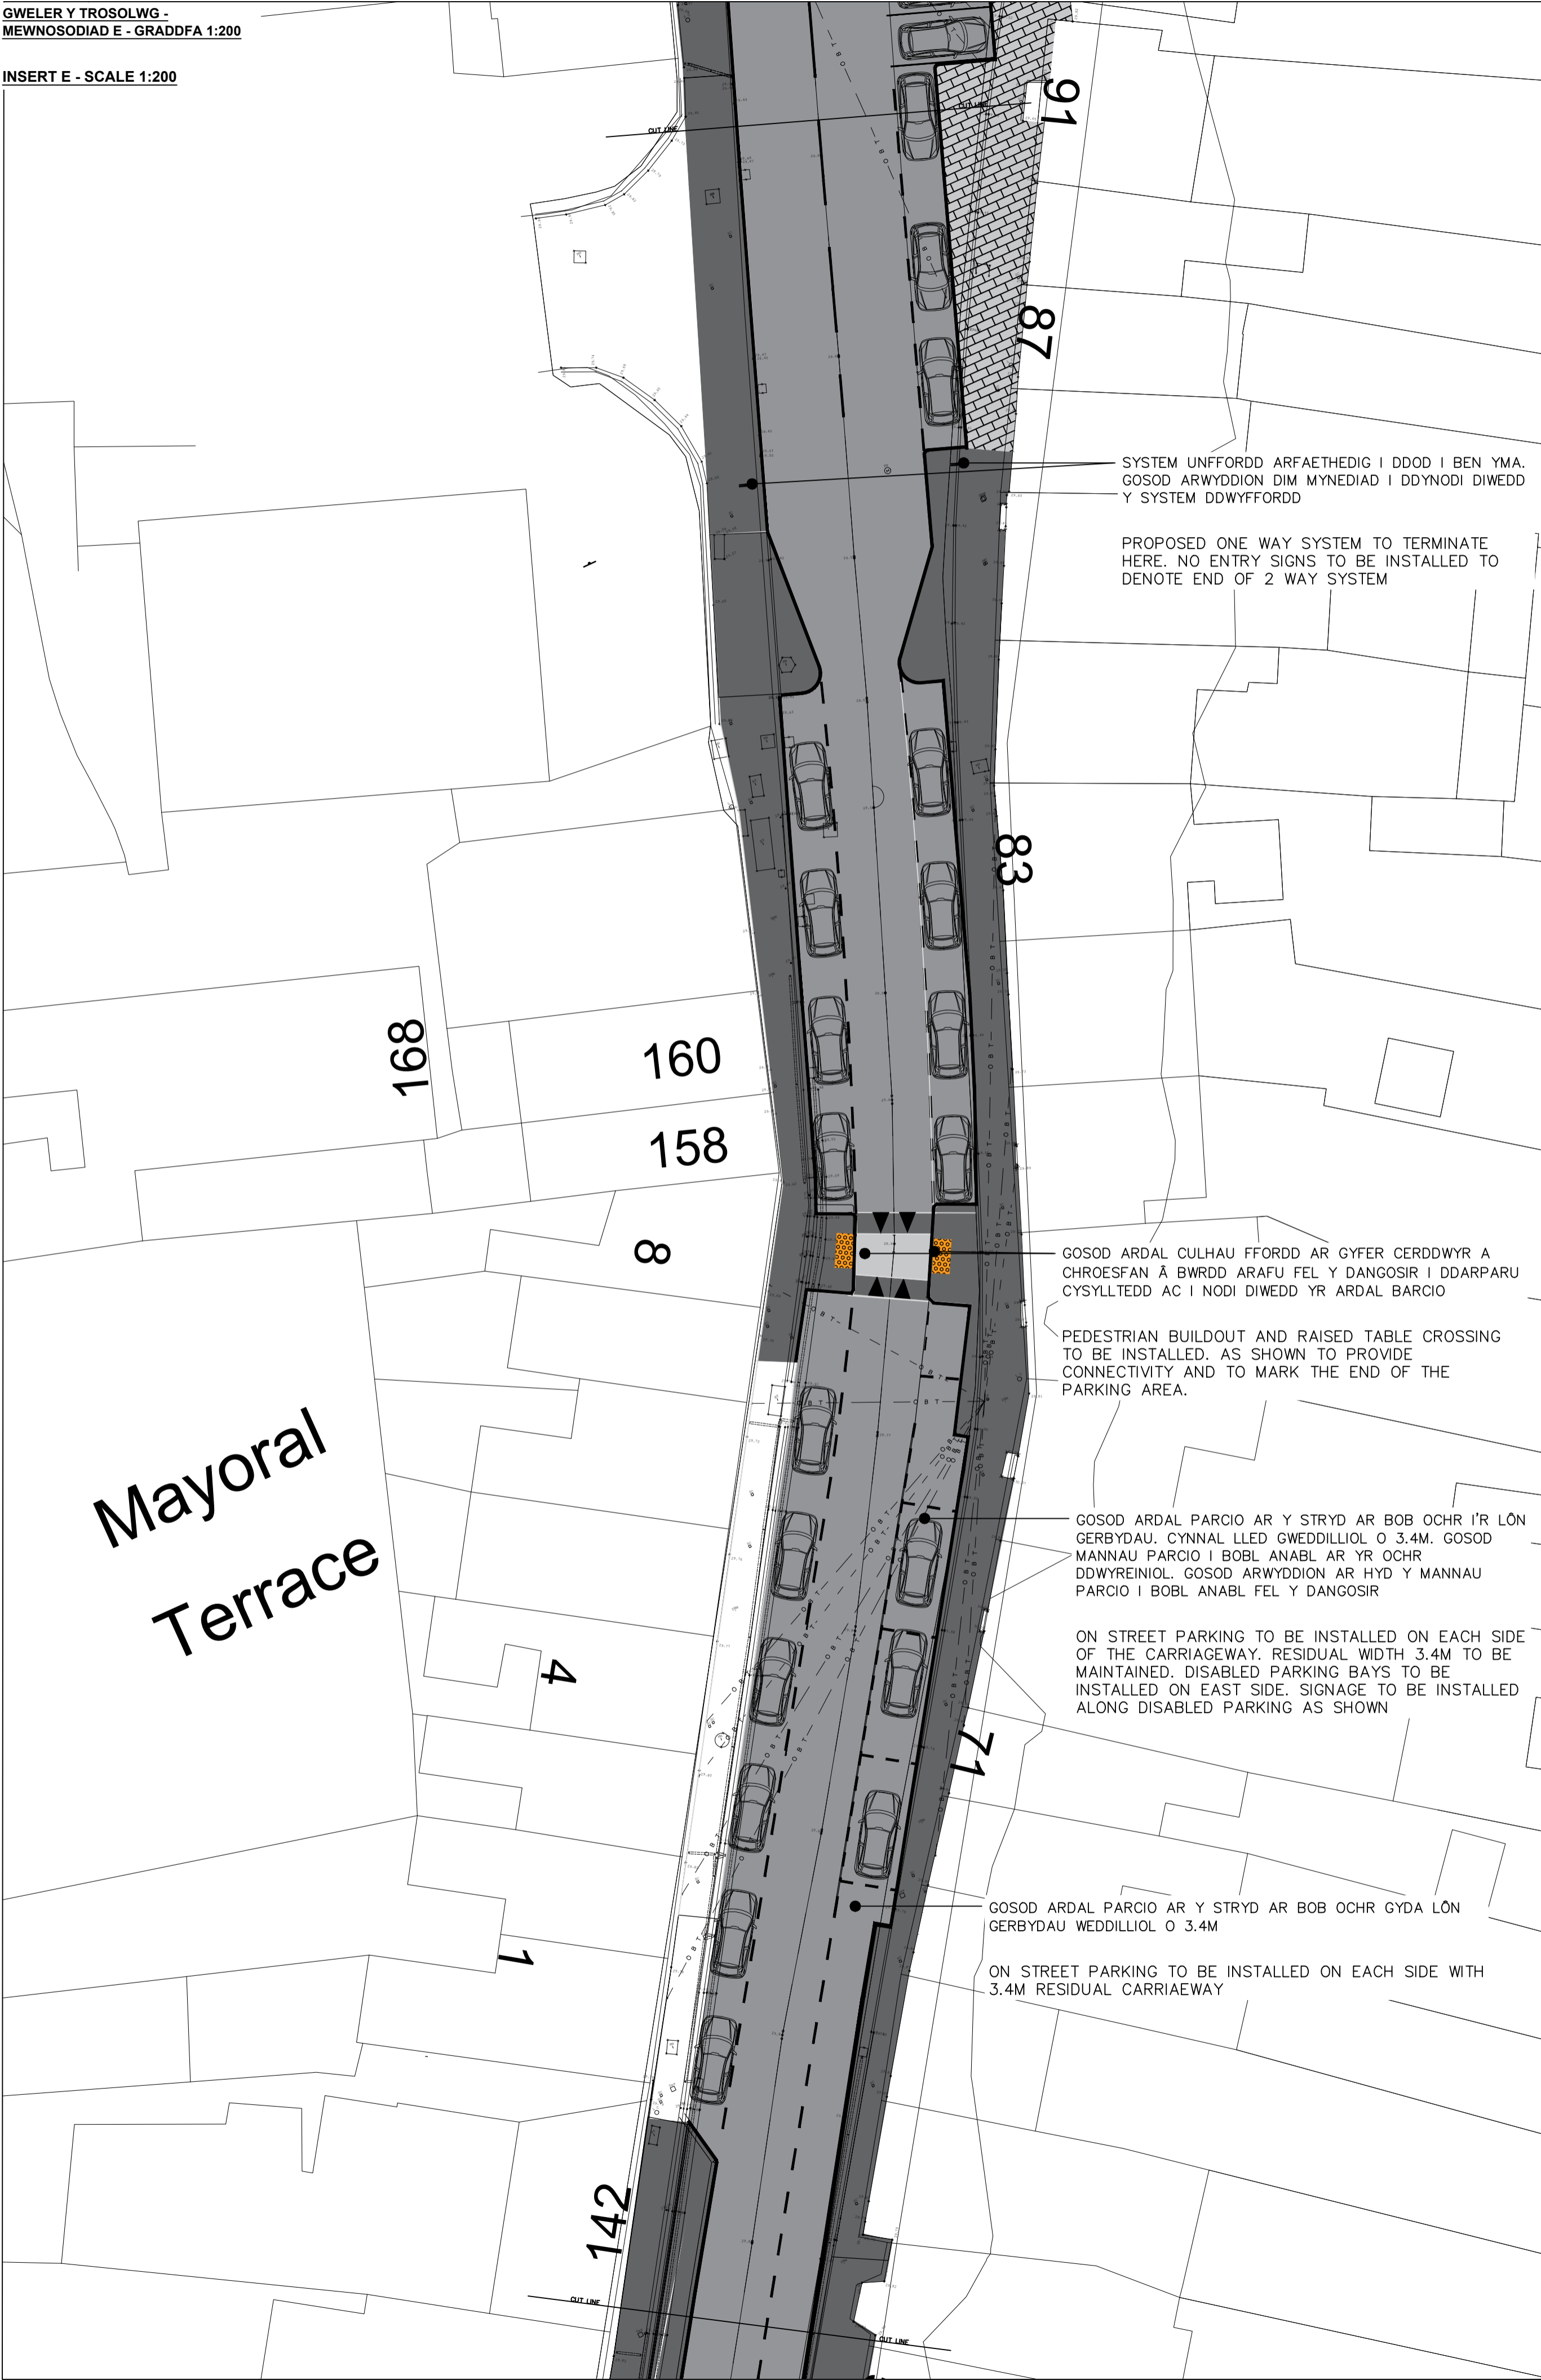 GWELER Y TROSOLWG -
MEWNOSODIAD E - GRADDFA 1:200
INSERT E - SCALE 1:200
CUT LINE
CUT LINE
91
87
SYSTEM UNFFORDD ARFAETHEDIG I DDOD I BEN YMA.
GOSOD ARWYDDION DIM MYNEDIAD I DDYNODI DIWEDD
Y SYSTEM DDWYFFORDD
PROPOSED ONE WAY SYSTEM TO TERMINATE
HERE. NO ENTRY SIGNS TO BE INSTALLED TO
DENOTE END OF 2 WAY SYSTEM
83
168
160
158
8
GOSOD ARDAL CULHAU FFORDD AR GYFER CERDDWYR A
CHROESFAN Â BWRDD ARAFU FEL Y DANGOSIR I DDARPARU
CYSYLLTEDD AC I NODI DIWEDD YR ARDAL BARCIO
PEDESTRIAN BUILDOUT AND RAISED TABLE CROSSING
TO BE INSTALLED. AS SHOWN TO PROVIDE
CONNECTIVITY AND TO MARK THE END OF THE
PARKING AREA.
Mayoral
Terrace
GOSOD ARDAL PARCIO AR Y STRYD AR BOB OCHR I'R LÔN
GERBYDAU. CYNNAL LLED GWEDDILLIOL O 3.4M. GOSOD
MANNAU PARCIO I BOBL ANABL AR YR OCHR
DDWYREINIOL. GOSOD ARWYDDION AR HYD Y MANNAU
PARCIO I BOBL ANABL FEL Y DANGOSIR
ON STREET PARKING TO BE INSTALLED ON EACH SIDE
OF THE CARRIAGEWAY. RESIDUAL WIDTH 3.4M TO BE
MAINTAINED. DISABLED PARKING BAYS TO BE
INSTALLED ON EAST SIDE. SIGNAGE TO BE INSTALLED
ALONG DISABLED PARKING AS SHOWN
4
71
1
GOSOD ARDAL PARCIO AR Y STRYD AR BOB OCHR GYDA LÔN
GERBYDAU WEDDILLIOL O 3.4M
ON STREET PARKING TO BE INSTALLED ON EACH SIDE WITH
3.4M RESIDUAL CARRIAEWAY
142
CUT LINE
CUT LINE